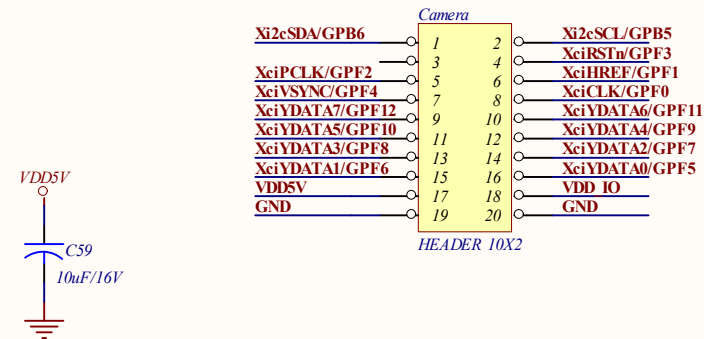 Camera
Xi2cSDA/GPB6 1 2 Xi2cSCL/GPB5
3 4 XciRSTn/GPF3
XciPCLK/GPF2 5 6 XciHREF/GPF1
XciVSYNC/GPF4 7 8 XciCLK/GPF0
XciYDATA7/GPF12 9 10 XciYDATA6/GPF11
XciYDATA5/GPF10 11 12 XciYDATA4/GPF9
XciYDATA3/GPF8 13 14 XciYDATA2/GPF7
XciYDATA1/GPF6 15 16 XciYDATA0/GPF5
VDD5V 17 18 VDD_IO
GND 19 20 GND
HEADER 10X2
VDD5V
C59
10uF/16V